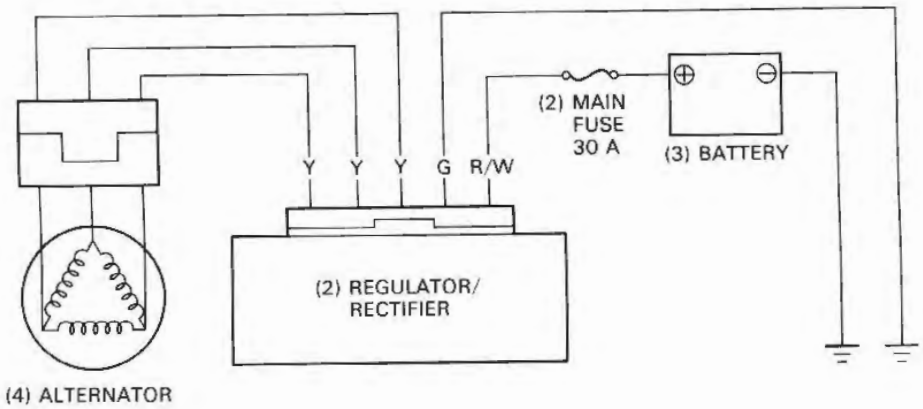 (2) MAIN
FUSE
30 A
⊕ ⊖
(3) BATTERY
Y Y Y G R/W
(2) REGULATOR/
RECTIFIER
(4) ALTERNATOR